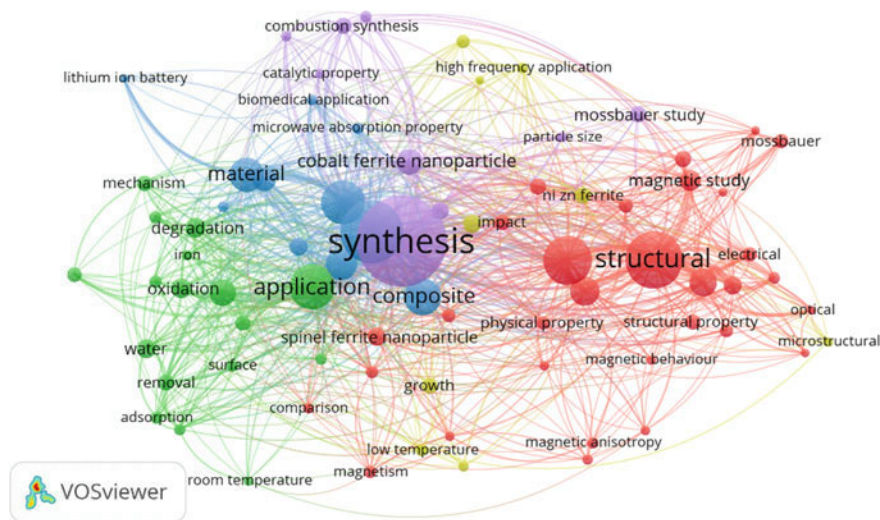 combustion synthesis
lithium ion battery
catalytic property
high frequency application
biomedical application
microwave absorption property
mossbauer study
particle size
mossbauer
material
cobalt ferrite nanoparticle
mechanism
magnetic study
ni zn ferrite
degradation
impact
synthesis
iron
structural
electrical
oxidation
application
composite
optical
physical property
structural property
spinel ferrite nanoparticle
microstructural
water
surface
magnetic behaviour
removal
growth
adsorption
comparison
low temperature
magnetic anisotropy
room temperature
magnetism
VOSviewer